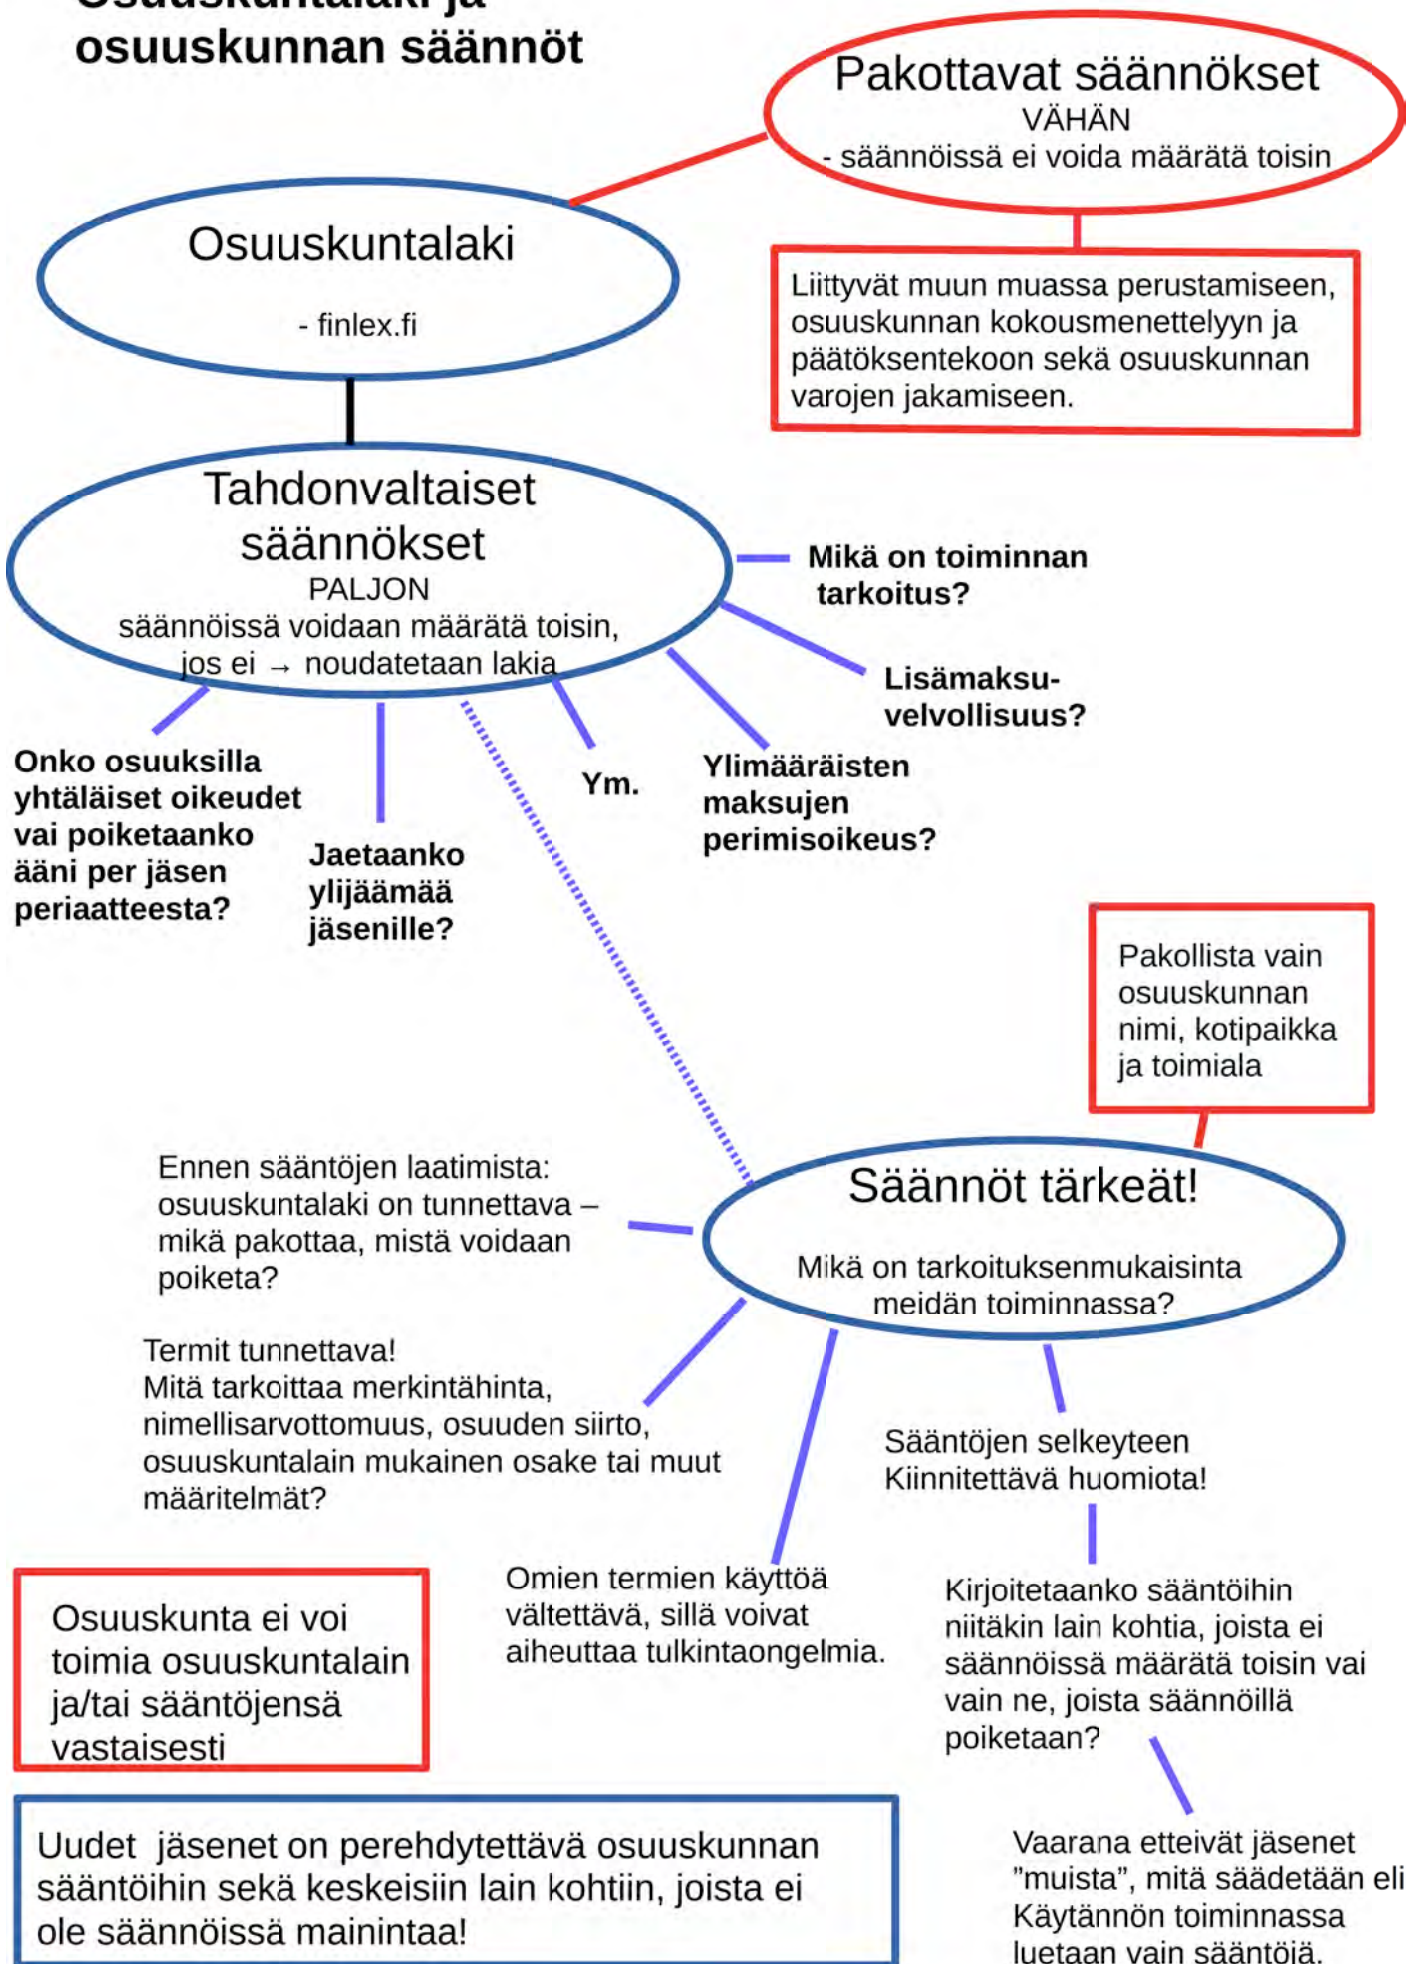 Osuuskuntalaki ja
osuuskunnan säännöt
Pakottavat säännökset
VÄHÄN
- säännöissä ei voida määrätä toisin
Osuuskuntalaki
- finlex.fi
Liittyvät muun muassa perustamiseen,
osuuskunnan kokousmenettelyyn ja
päätöksentekoon sekä osuuskunnan
varojen jakamiseen.
Tahdonvaltaiset
säännökset
PALJON
säännöissä voidaan määrätä toisin,
jos ei → noudatetaan lakia
Mikä on toiminnan
tarkoitus?
Lisämaksu-
velvollisuus?
Ylimääräisten
maksujen
perimisoikeus?
Ym.
Jaetaanko
ylijäämää
jäsenille?
Onko osuuksilla
yhtäläiset oikeudet
vai poiketaanko
ääni per jäsen
periaatteesta?
Pakollista vain
osuuskunnan
nimi, kotipaikka
ja toimiala
Säännöt tärkeät!
Mikä on tarkoituksenmukaisinta
meidän toiminnassa?
Ennen sääntöjen laatimista:
osuuskuntalaki on tunnettava –
mikä pakottaa, mistä voidaan
poiketa?
Termit tunnettava!
Mitä tarkoittaa merkintähinta,
nimellisarvottomuus, osuuden siirto,
osuuskuntalain mukainen osake tai muut
määritelmät?
Omien termien käyttöä
vältettävä, sillä voivat
aiheuttaa tulkintaongelmia.
Sääntöjen selkeyteen
Kiinnitettävä huomiota!
Kirjoitetaanko sääntöihin
niitäkin lain kohtia, joista ei
säännöissä määrätä toisin vai
vain ne, joista säännöillä
poiketaan?
Vaarana etteivät jäsenet
”muista”, mitä säädetään eli
Käytännön toiminnassa
luetaan vain sääntöjä.
Osuuskunta ei voi
toimia osuuskuntalain
ja/tai sääntöjensä
vastaisesti
Uudet jäsenet on perehdytettävä osuuskunnan
sääntöihin sekä keskeisiin lain kohtiin, joista ei
ole säännöissä mainintaa!